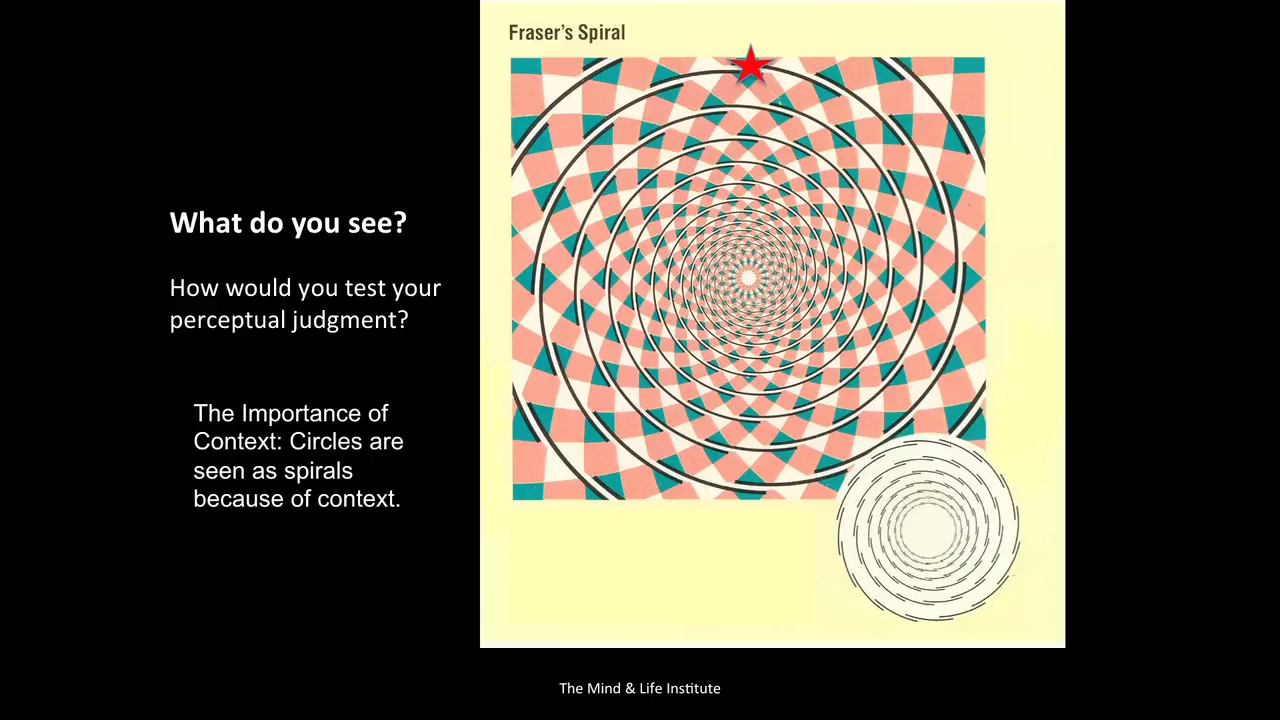 Fraser's Spiral
What do you see?
How would you test your
perceptual judgment?
The Importance of
Context: Circles are
seen as spirals
because of context.
The Mind & Life Institute